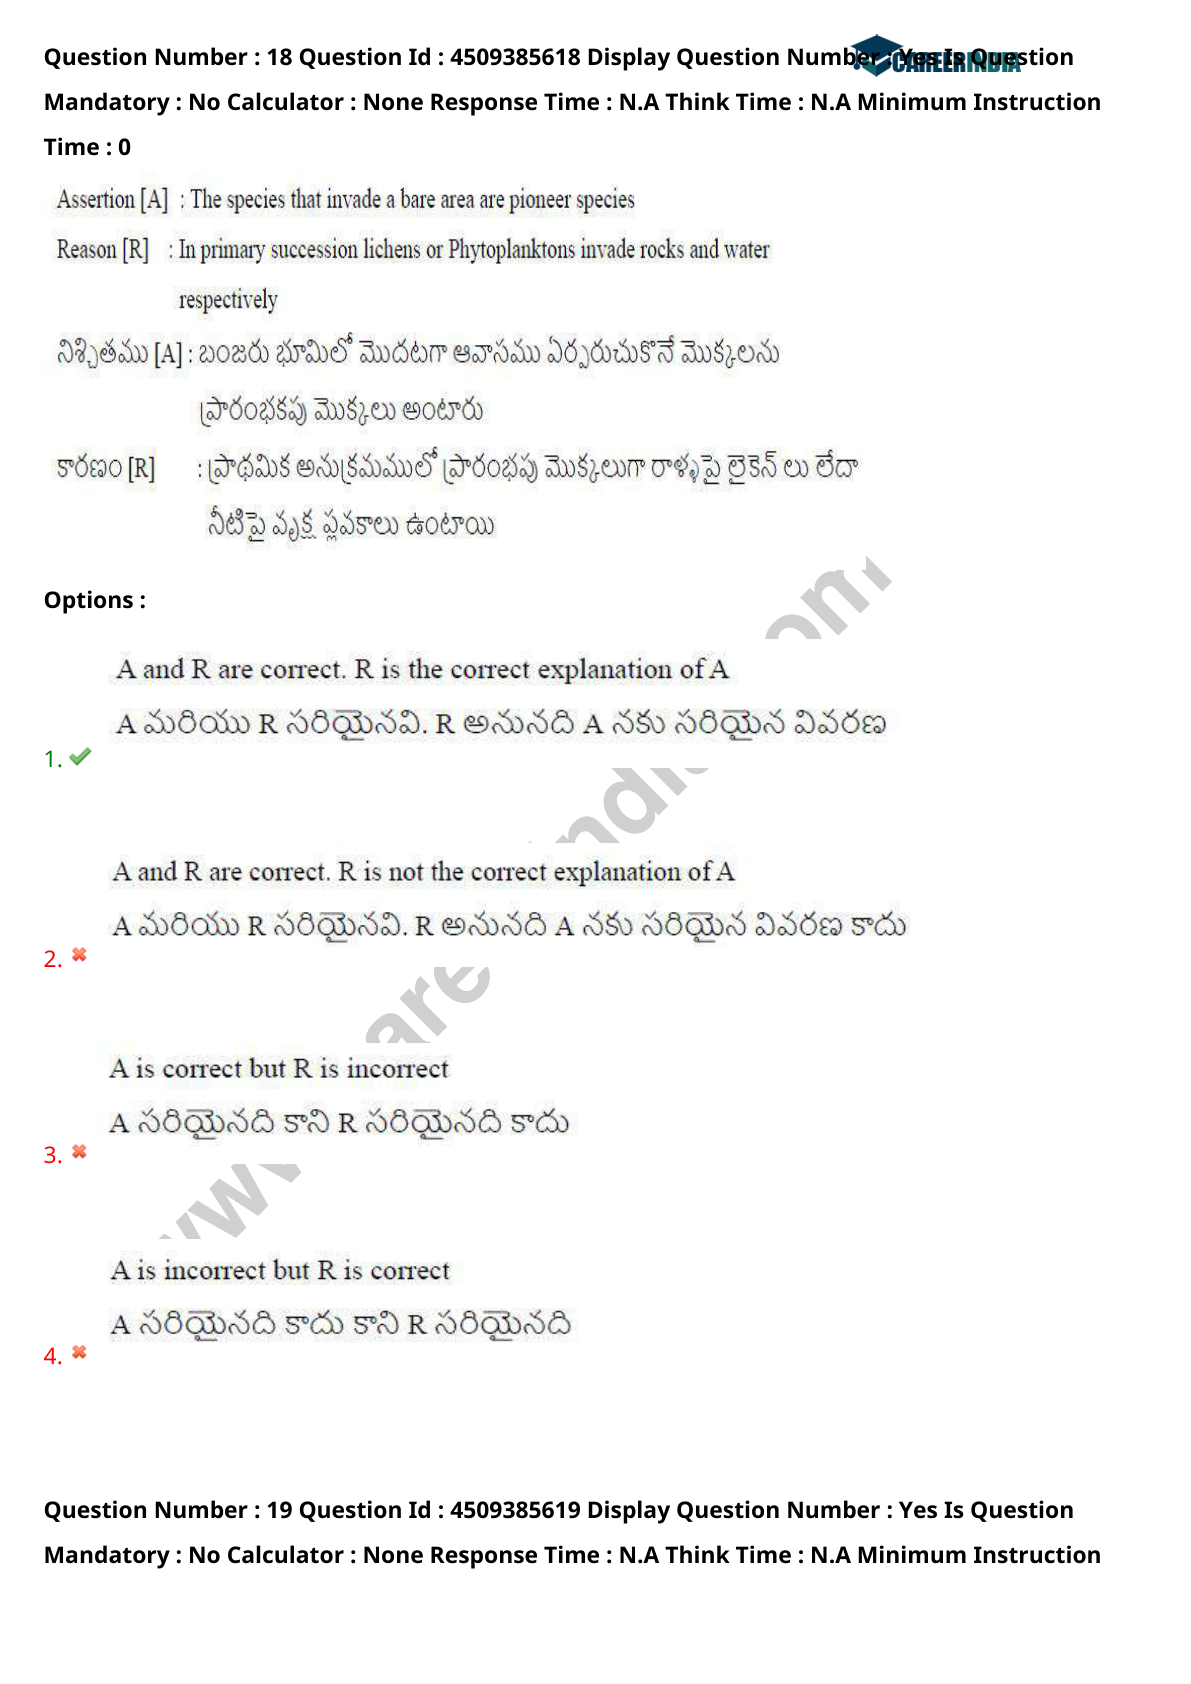 Question Number : 18 Question Id : 4509385618 Display Question Number : Yes Is Question
CAREERINDIA
Mandatory : No Calculator : None Response Time : N.A Think Time : N.A Minimum Instruction
Time : 0
Assertion [A] : The species that invade a bare area are pioneer species
Reason [R] : In primary succession lichens or Phytoplanktons invade rocks and water
respectively
నిశ్చితము [A] : బంజరు భూమిలో మొదటగా ఆవాసము ఏర్పరుచుకొనే మొక్కలను
ప్రారంభకపు మొక్కలు అంటారు
కారణం [R] : ప్రాథమిక అనుక్రమములో ప్రారంభపు మొక్కలుగా రాళ్ళపై లైకెన్ లు లేదా
నీటిపై వృక్ష ప్లవకాలు ఉంటాయి
Options :
A and R are correct. R is the correct explanation of A
A మరియు R సరియైనవి. R అనునది A నకు సరియైన వివరణ
1.
A and R are correct. R is not the correct explanation of A
A మరియు R సరియైనవి. R అనునది A నకు సరియైన వివరణ కాదు
2.
A is correct but R is incorrect
A సరియైనది కాని R సరియైనది కాదు
3.
A is incorrect but R is correct
A సరియైనది కాదు కాని R సరియైనది
4.
Question Number : 19 Question Id : 4509385619 Display Question Number : Yes Is Question
Mandatory : No Calculator : None Response Time : N.A Think Time : N.A Minimum Instruction